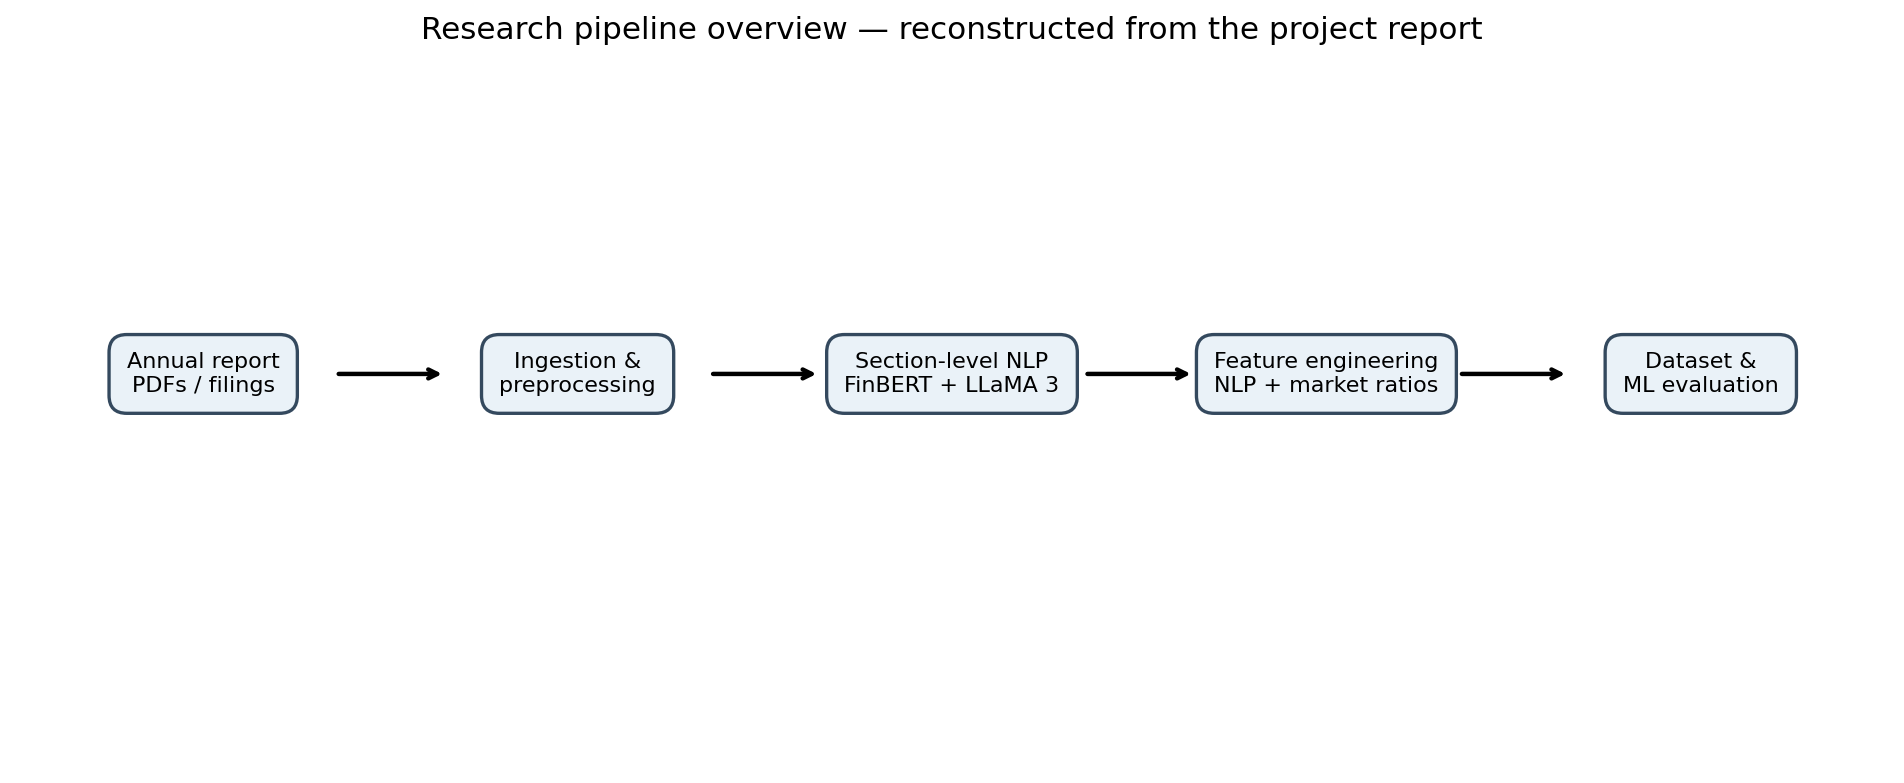 Research pipeline overview — reconstructed from the project report
Annual report
PDFs / filings
Ingestion &
preprocessing
Section-level NLP
FinBERT + LLaMA 3
Feature engineering
NLP + market ratios
Dataset &
ML evaluation